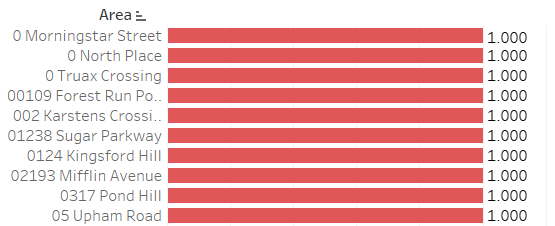 Area
0 Morningstar Street 1.000
0 North Place 1.000
0 Truax Crossing 1.000
00109 Forest Run Po.. 1.000
002 Karstens Crossi.. 1.000
01238 Sugar Parkway 1.000
0124 Kingsford Hill 1.000
02193 Mifflin Avenue 1.000
0317 Pond Hill 1.000
05 Upham Road 1.000